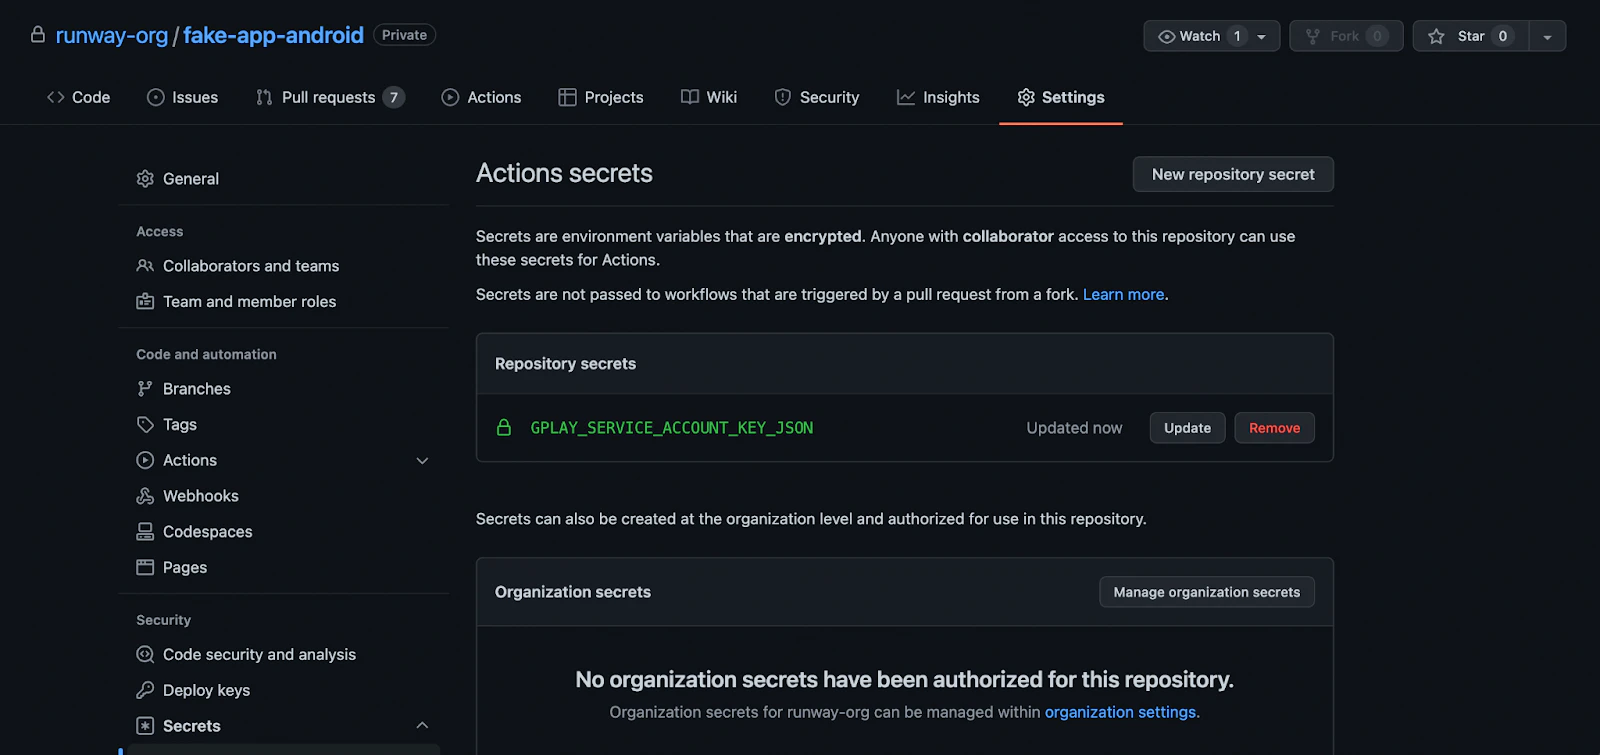 runway-org / fake-app-android Private Watch 1 Fork 0 Star 0
Code Issues Pull requests 7 Actions Projects Wiki Security Insights Settings
General
Access
Collaborators and teams
Team and member roles
Code and automation
Branches
Tags
Actions
Webhooks
Codespaces
Pages
Security
Code security and analysis
Deploy keys
Secrets
Actions secrets New repository secret
Secrets are environment variables that are encrypted. Anyone with collaborator access to this repository can use
these secrets for Actions.
Secrets are not passed to workflows that are triggered by a pull request from a fork. Learn more.
Repository secrets
GPLAY_SERVICE_ACCOUNT_KEY_JSON Updated now Update Remove
Secrets can also be created at the organization level and authorized for use in this repository.
Organization secrets Manage organization secrets
No organization secrets have been authorized for this repository.
Organization secrets for runway-org can be managed within organization settings.